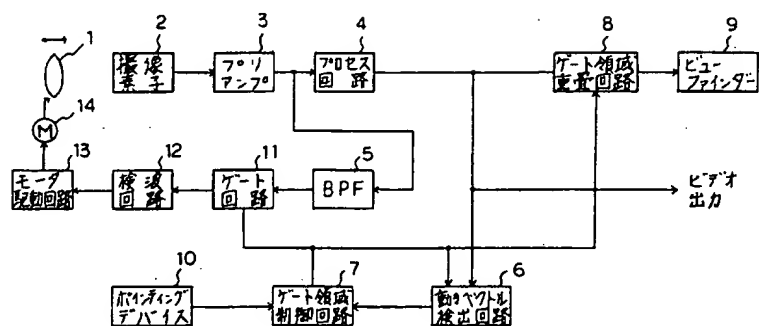 1
2
撮像
素子
3
プリ
アンプ
4
プロセス
回路
8
ゲート領域
重畳回路
9
ビュー
ファインダー
14
M
13
モータ
駆動回路
12
検波
回路
11
ゲート
回路
5
BPF
ビデオ
出力
10
ポインティング
デバイス
7
ゲート領域
制御回路
6
動きベクトル
検出回路